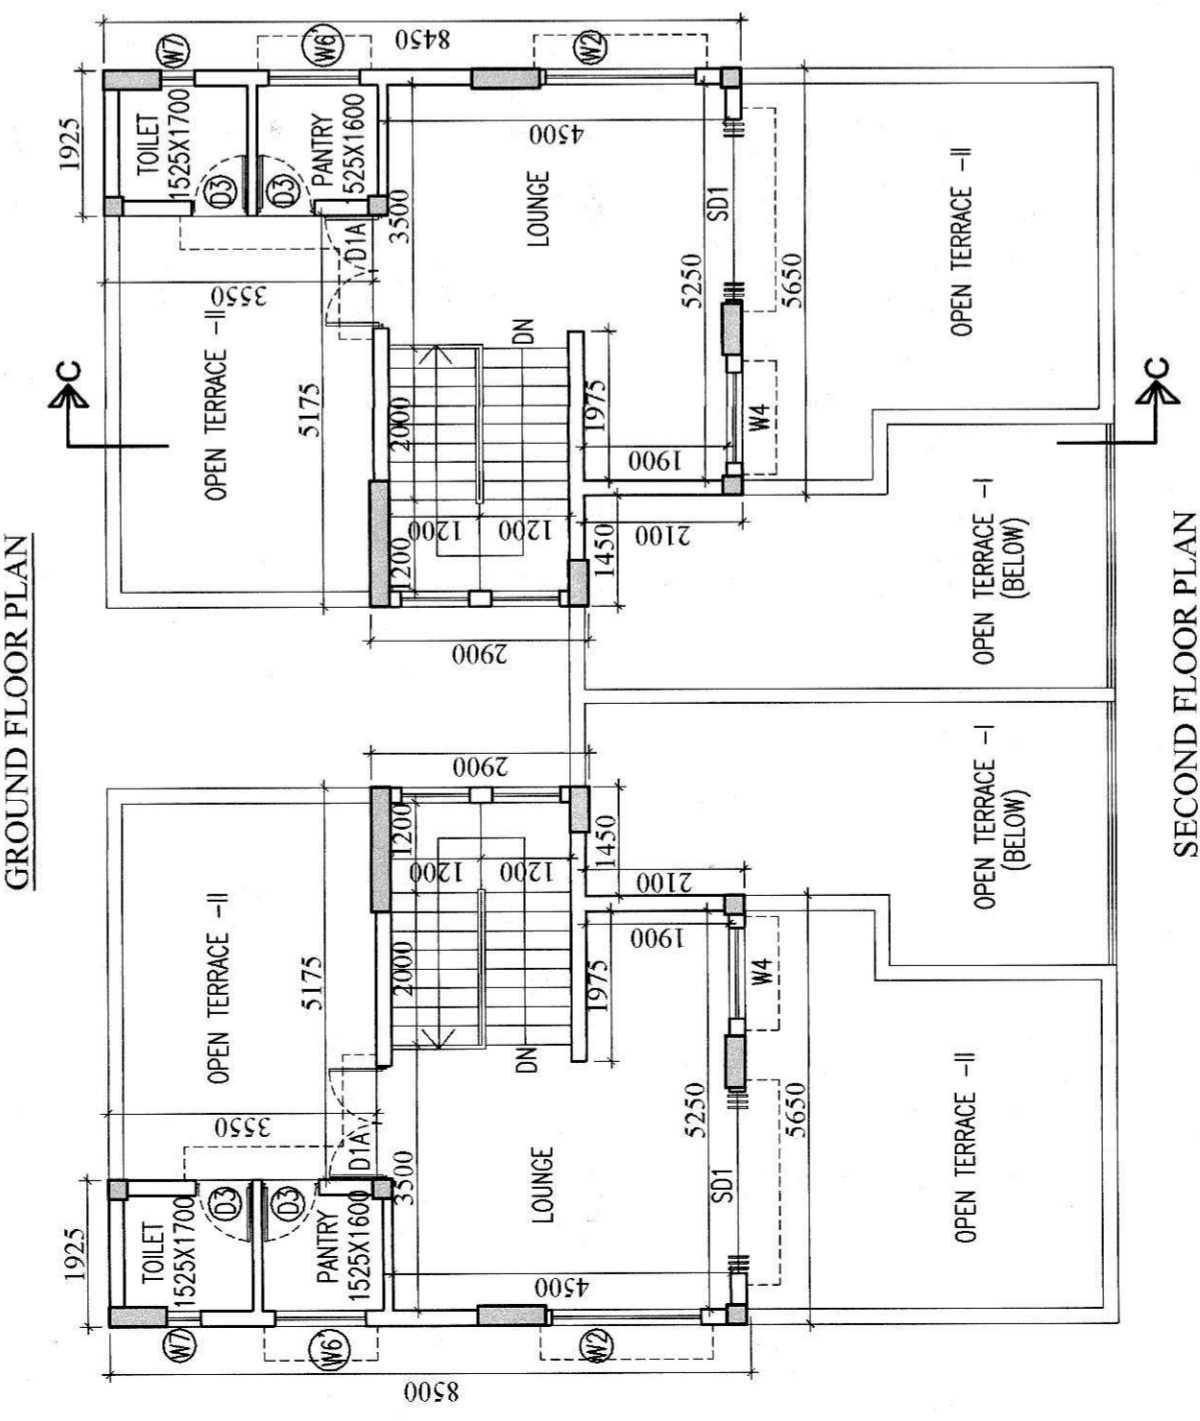 GROUND FLOOR PLAN
8450
W7
W6'
W2
1925
TOILET
1525X1700
D3
D3
PANTRY
525X1600
4500
LOUNGE
3500
D1A
3550
OPEN TERRACE -II
5175
C
2000
DN
1975
1900
5250
SD1
5650
W4
OPEN TERRACE -II
C
1200
1200
1200
1450
2100
2900
OPEN TERRACE -I
(BELOW)
2900
1200
1200
1200
1450
2100
OPEN TERRACE -I
(BELOW)
OPEN TERRACE -II
5175
2000
1975
1900
W4
DN
3550
D1A
3500
LOUNGE
5250
SD1
5650
OPEN TERRACE -II
1925
TOILET
1525X1700
D3
D3
PANTRY
1525X1600
4500
W7
W6'
W2
8500
SECOND FLOOR PLAN